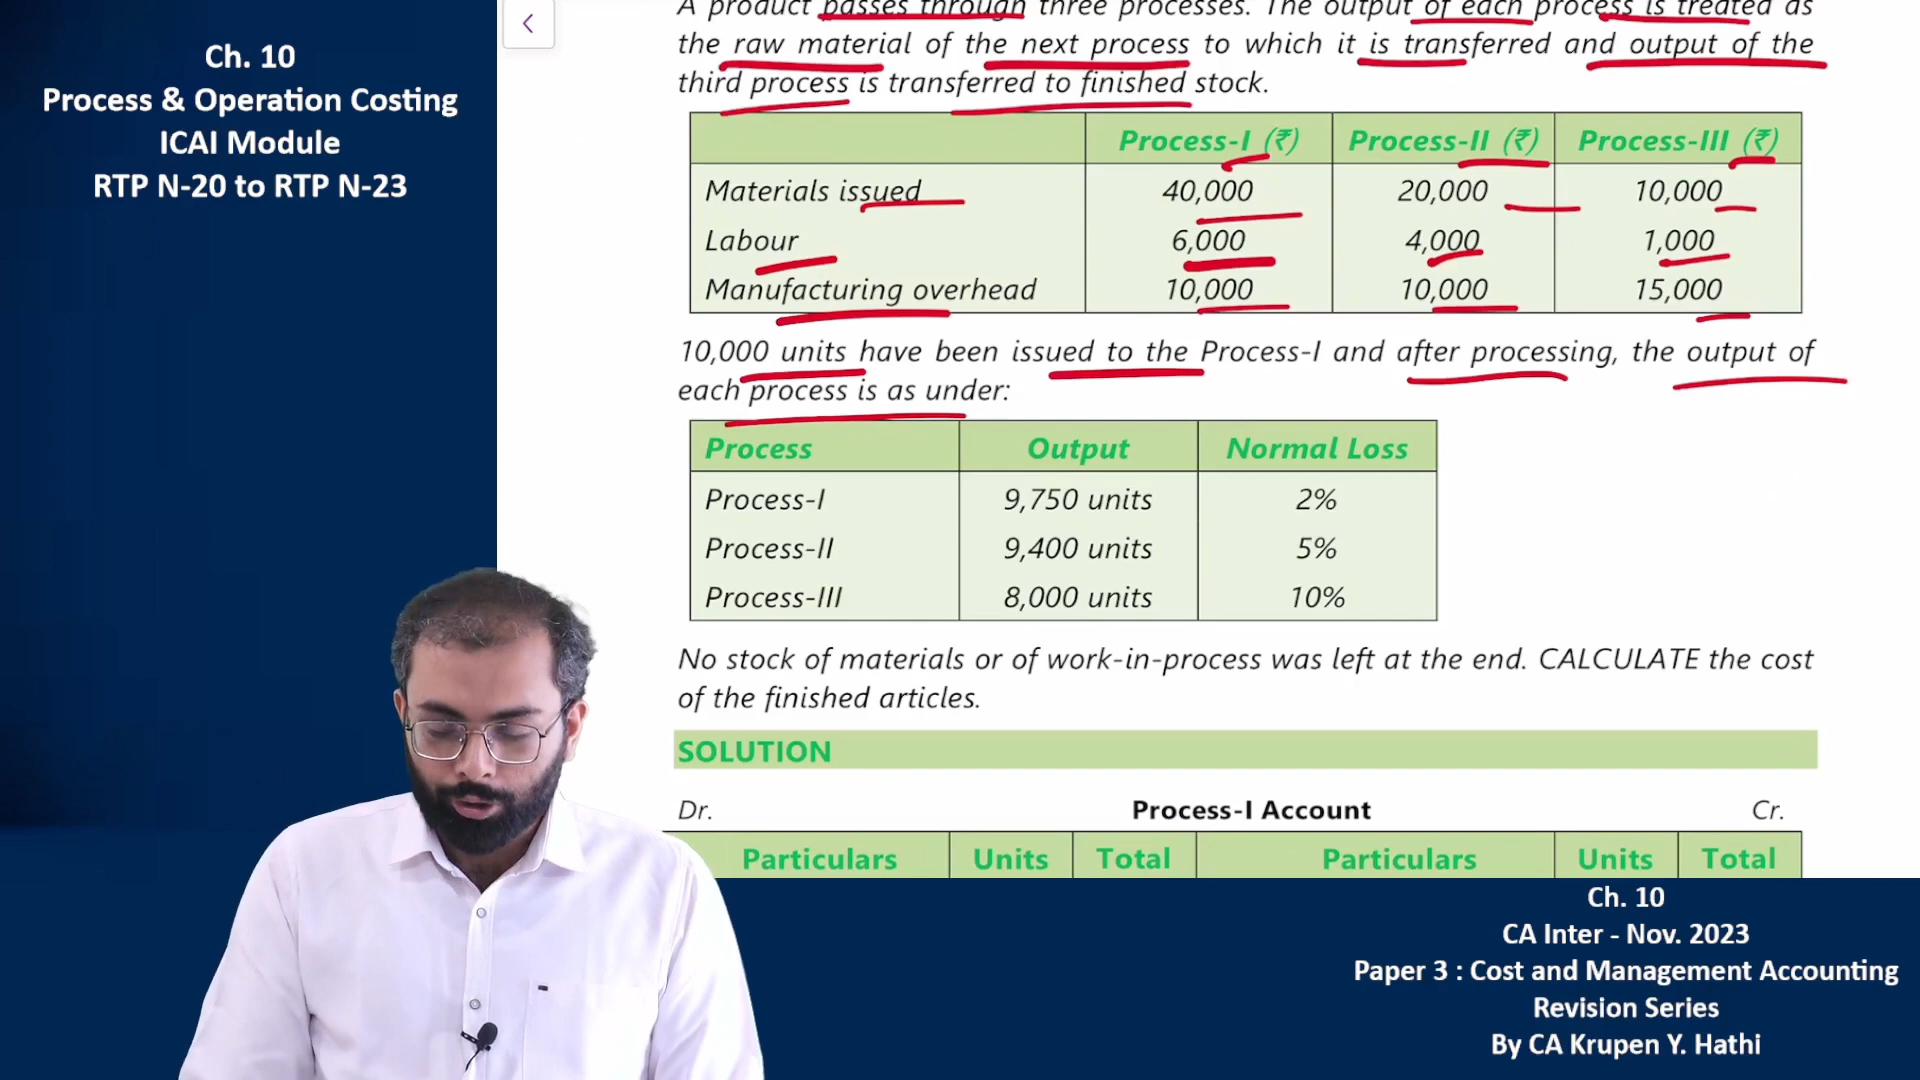 Ch. 10
Process & Operation Costing
ICAI Module
RTP N-20 to RTP N-23
A product passes through three processes. The output of each process is treated as
the raw material of the next process to which it is transferred and output of the
third process is transferred to finished stock.
Process-I (₹) Process-II (₹) Process-III (₹)
Materials issued 40,000 20,000 10,000
Labour 6,000 4,000 1,000
Manufacturing overhead 10,000 10,000 15,000
10,000 units have been issued to the Process-I and after processing, the output of
each process is as under:
Process Output Normal Loss
Process-I 9,750 units 2%
Process-II 9,400 units 5%
Process-III 8,000 units 10%
No stock of materials or of work-in-process was left at the end. CALCULATE the cost
of the finished articles.
SOLUTION
Dr. Process-I Account Cr.
Particulars Units Total Particulars Units Total
Ch. 10
CA Inter - Nov. 2023
Paper 3 : Cost and Management Accounting
Revision Series
By CA Krupen Y. Hathi